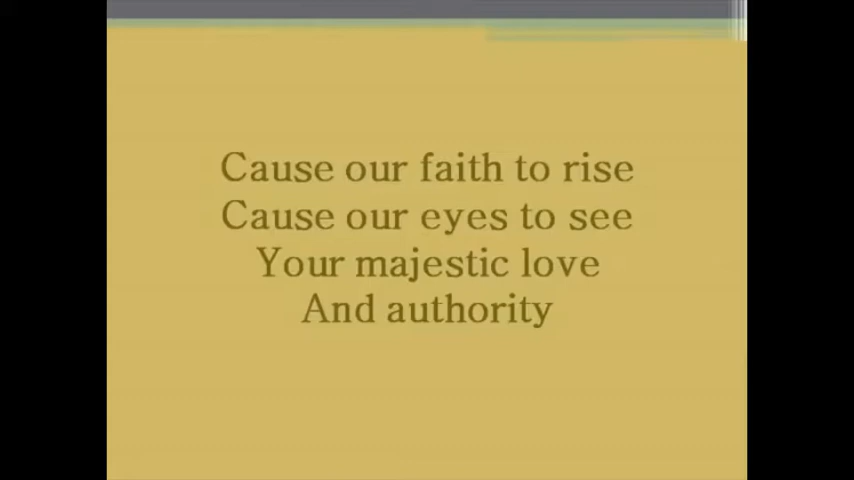 Cause our faith to rise
Cause our eyes to see
Your majestic love
And authority